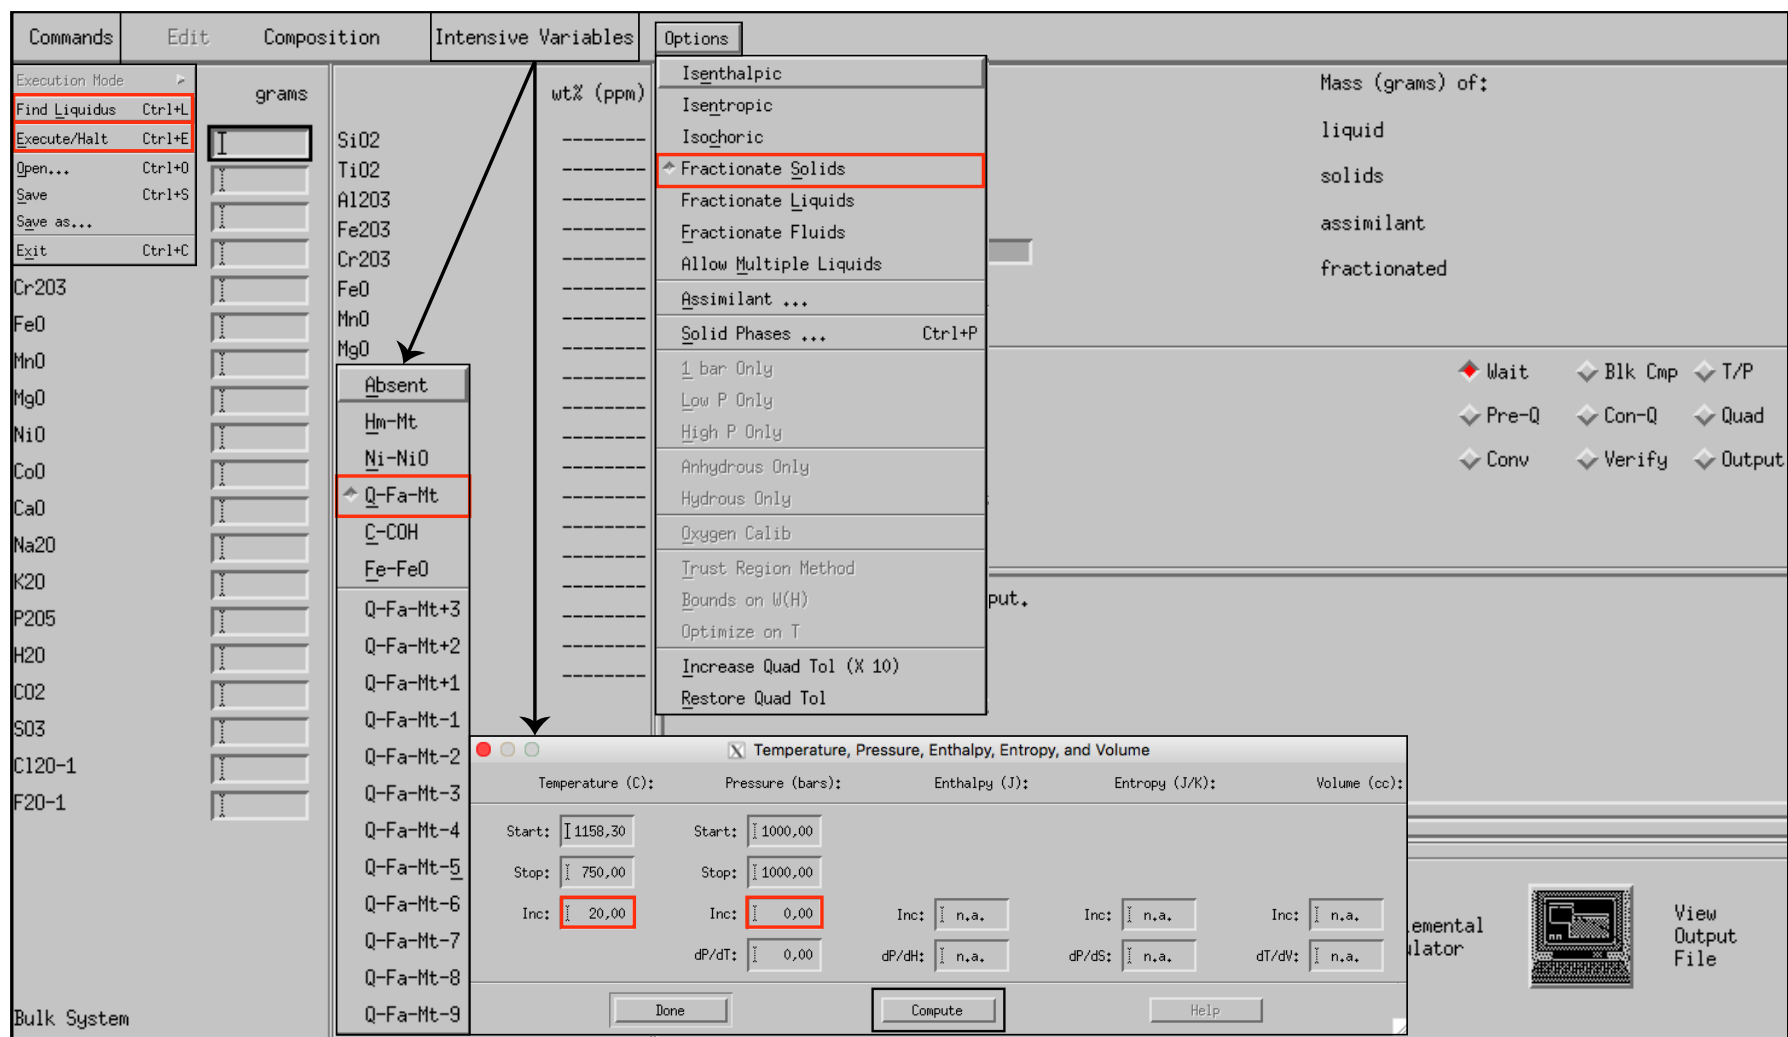 Commands Edit Composition Intensive Variables Options
Execution Mode
Find Liquidus Ctrl+L
Execute/Halt Ctrl+E
Open... Ctrl+O
Save Ctrl+S
Save as...
Exit Ctrl+C
grams
Cr2O3
FeO
MnO
MgO
NiO
CoO
CaO
Na2O
K2O
P2O5
H2O
CO2
SO3
Cl2O-1
F2O-1
Bulk System
wt% (ppm)
SiO2 -------
TiO2 -------
Al2O3 -------
Fe2O3 -------
Cr2O3 -------
FeO -------
MnO -------
MgO -------
Absent
Hm-Mt
Ni-NiO
Q-Fa-Mt
C-COH
Fe-FeO
Q-Fa-Mt+3
Q-Fa-Mt+2
Q-Fa-Mt+1
Q-Fa-Mt-1
Q-Fa-Mt-2
Q-Fa-Mt-3
Q-Fa-Mt-4
Q-Fa-Mt-5
Q-Fa-Mt-6
Q-Fa-Mt-7
Q-Fa-Mt-8
Q-Fa-Mt-9
Isenthalpic
Isentropic
Isochoric
Fractionate Solids
Fractionate Liquids
Fractionate Fluids
Allow Multiple Liquids
Assimilant ...
Solid Phases ... Ctrl+P
1 bar Only
Low P Only
High P Only
Anhydrous Only
Hydrous Only
Oxygen Calib
Trust Region Method
Bounds on W(H)
Optimize on T
Increase Quad Tol (X 10)
Restore Quad Tol
Mass (grams) of:
liquid
solids
assimilant
fractionated
Wait Blk Cmp T/P
Pre-Q Con-Q Quad
Conv Verify Output
put.
X Temperature, Pressure, Enthalpy, Entropy, and Volume
Temperature (C): Pressure (bars): Enthalpy (J): Entropy (J/K): Volume (cc):
Start: 1158,30 Start: 1000,00
Stop: 750,00 Stop: 1000,00
Inc: 20,00 Inc: 0,00 Inc: n.a. Inc: n.a. Inc: n.a.
dP/dT: 0,00 dP/dH: n.a. dP/dS: n.a. dT/dV: n.a.
Done Compute Help
emental
lator
View
Output
File